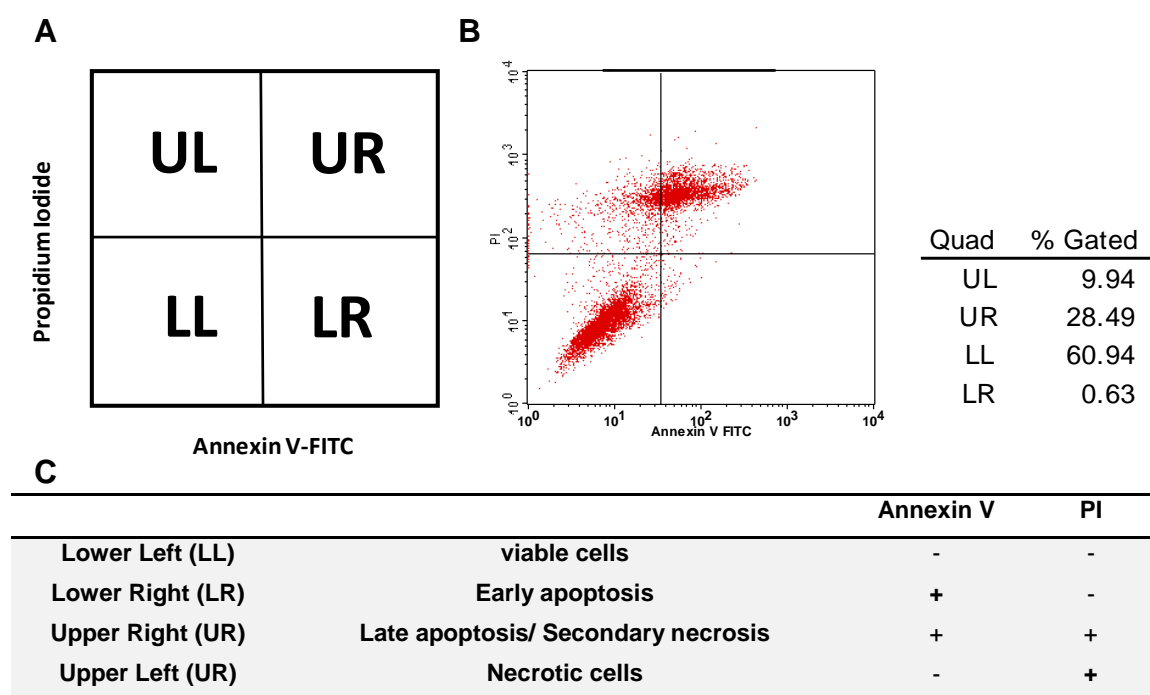 A
B
UL UR
LL LR
Propidium Iodide
Annexin V-FITC
10^4
10^3
10^2
10^1
10^0
PI
10^0 10^1 10^2 10^3 10^4
Annexin V FITC
Quad % Gated
UL 9.94
UR 28.49
LL 60.94
LR 0.63
C
Annexin V PI
Lower Left (LL) viable cells - -
Lower Right (LR) Early apoptosis + -
Upper Right (UR) Late apoptosis/ Secondary necrosis + +
Upper Left (UR) Necrotic cells - +